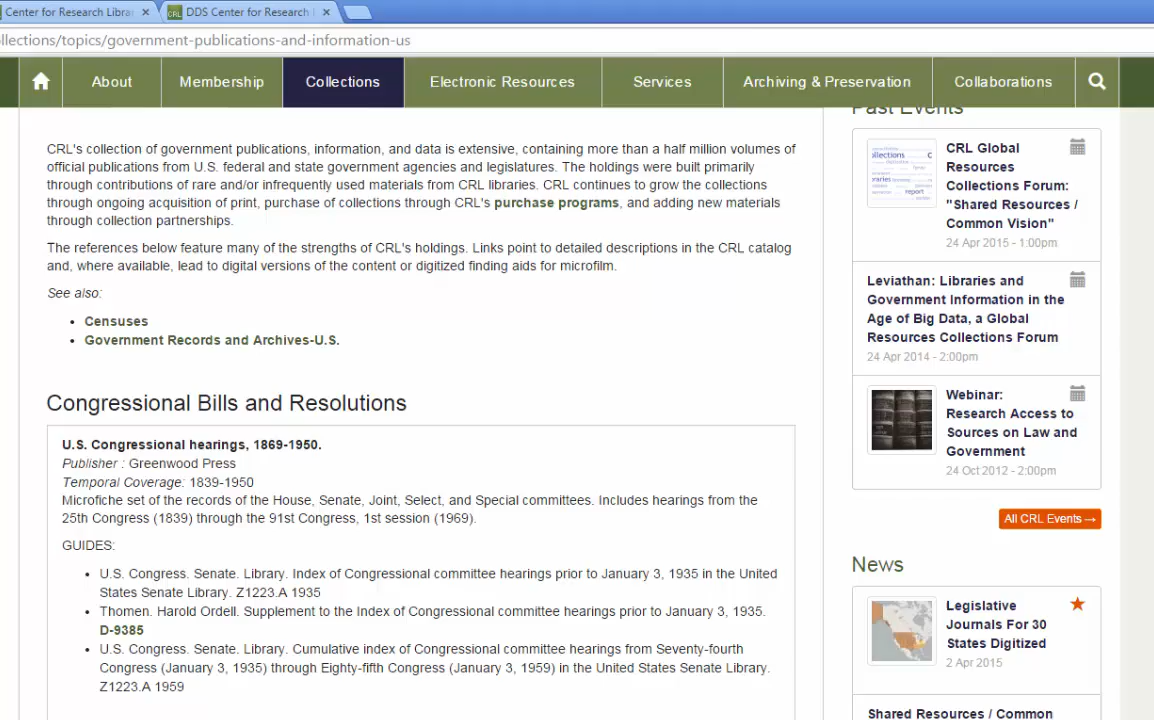 Center for Research Libra
CRL DDS Center for Research
llections/topics/government-publications-and-information-us
About
Membership
Collections
Electronic Resources
Services
Archiving & Preservation
Collaborations
CRL's collection of government publications, information, and data is extensive, containing more than a half million volumes of
official publications from U.S. federal and state government agencies and legislatures. The holdings were built primarily
through contributions of rare and/or infrequently used materials from CRL libraries. CRL continues to grow the collections
through ongoing acquisition of print, purchase of collections through CRL's purchase programs, and adding new materials
through collection partnerships.
The references below feature many of the strengths of CRL's holdings. Links point to detailed descriptions in the CRL catalog
and, where available, lead to digital versions of the content or digitized finding aids for microfilm.
See also:
• Censuses
• Government Records and Archives-U.S.
Congressional Bills and Resolutions
U.S. Congressional hearings, 1869-1950.
Publisher : Greenwood Press
Temporal Coverage: 1839-1950
Microfiche set of the records of the House, Senate, Joint, Select, and Special committees. Includes hearings from the
25th Congress (1839) through the 91st Congress, 1st session (1969).
GUIDES:
• U.S. Congress. Senate. Library. Index of Congressional committee hearings prior to January 3, 1935 in the United
States Senate Library. Z1223.A 1935
• Thomen. Harold Ordell. Supplement to the Index of Congressional committee hearings prior to January 3, 1935.
D-9385
• U.S. Congress. Senate. Library. Cumulative index of Congressional committee hearings from Seventy-fourth
Congress (January 3, 1935) through Eighty-fifth Congress (January 3, 1959) in the United States Senate Library.
Z1223.A 1959
Past Events
CRL Global
Resources
Collections Forum:
"Shared Resources /
Common Vision"
24 Apr 2015 - 1:00pm
Leviathan: Libraries and
Government Information in the
Age of Big Data, a Global
Resources Collections Forum
24 Apr 2014 - 2:00pm
Webinar:
Research Access to
Sources on Law and
Government
24 Oct 2012 - 2:00pm
All CRL Events →
News
Legislative
Journals For 30
States Digitized
2 Apr 2015
Shared Resources / Common